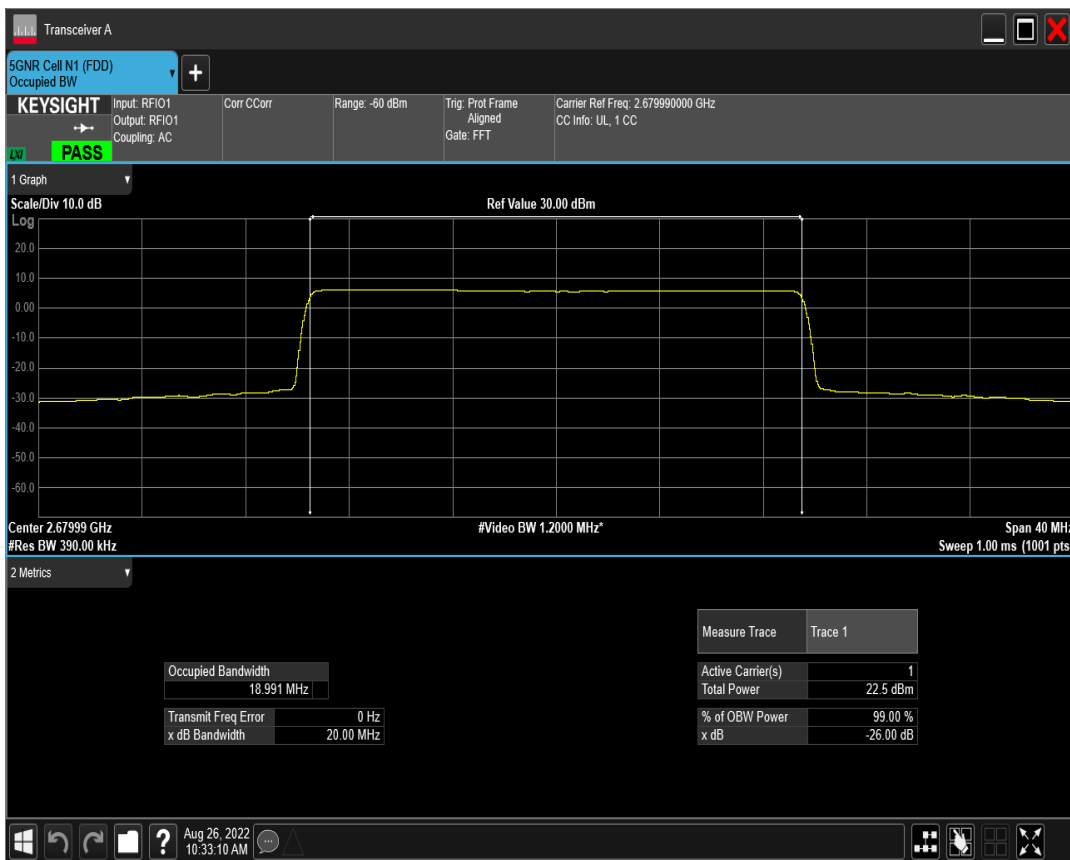 Transceiver A
5GNR Cell N1 (FDD)
Occupied BW
+
KEYSIGHT
LXI
PASS
Input: RFIO1
Output: RFIO1
Coupling: AC
Corr CCorr
Range: -60 dBm
Trig: Prot Frame
Aligned
Gate: FFT
Carrier Ref Freq: 2.679990000 GHz
CC Info: UL, 1 CC
1 Graph
Scale/Div 10.0 dB
Ref Value 30.00 dBm
Log
20.0
10.0
0.00
-10.0
-20.0
-30.0
-40.0
-50.0
-60.0
Center 2.67999 GHz
#Video BW 1.2000 MHz*
Span 40 MHz
#Res BW 390.00 kHz
Sweep 1.00 ms (1001 pts
2 Metrics
Measure Trace Trace 1
Occupied Bandwidth
18.991 MHz
Active Carrier(s) 1
Total Power 22.5 dBm
Transmit Freq Error 0 Hz
x dB Bandwidth 20.00 MHz
% of OBW Power 99.00 %
x dB -26.00 dB
?
Aug 26, 2022
10:33:10 AM